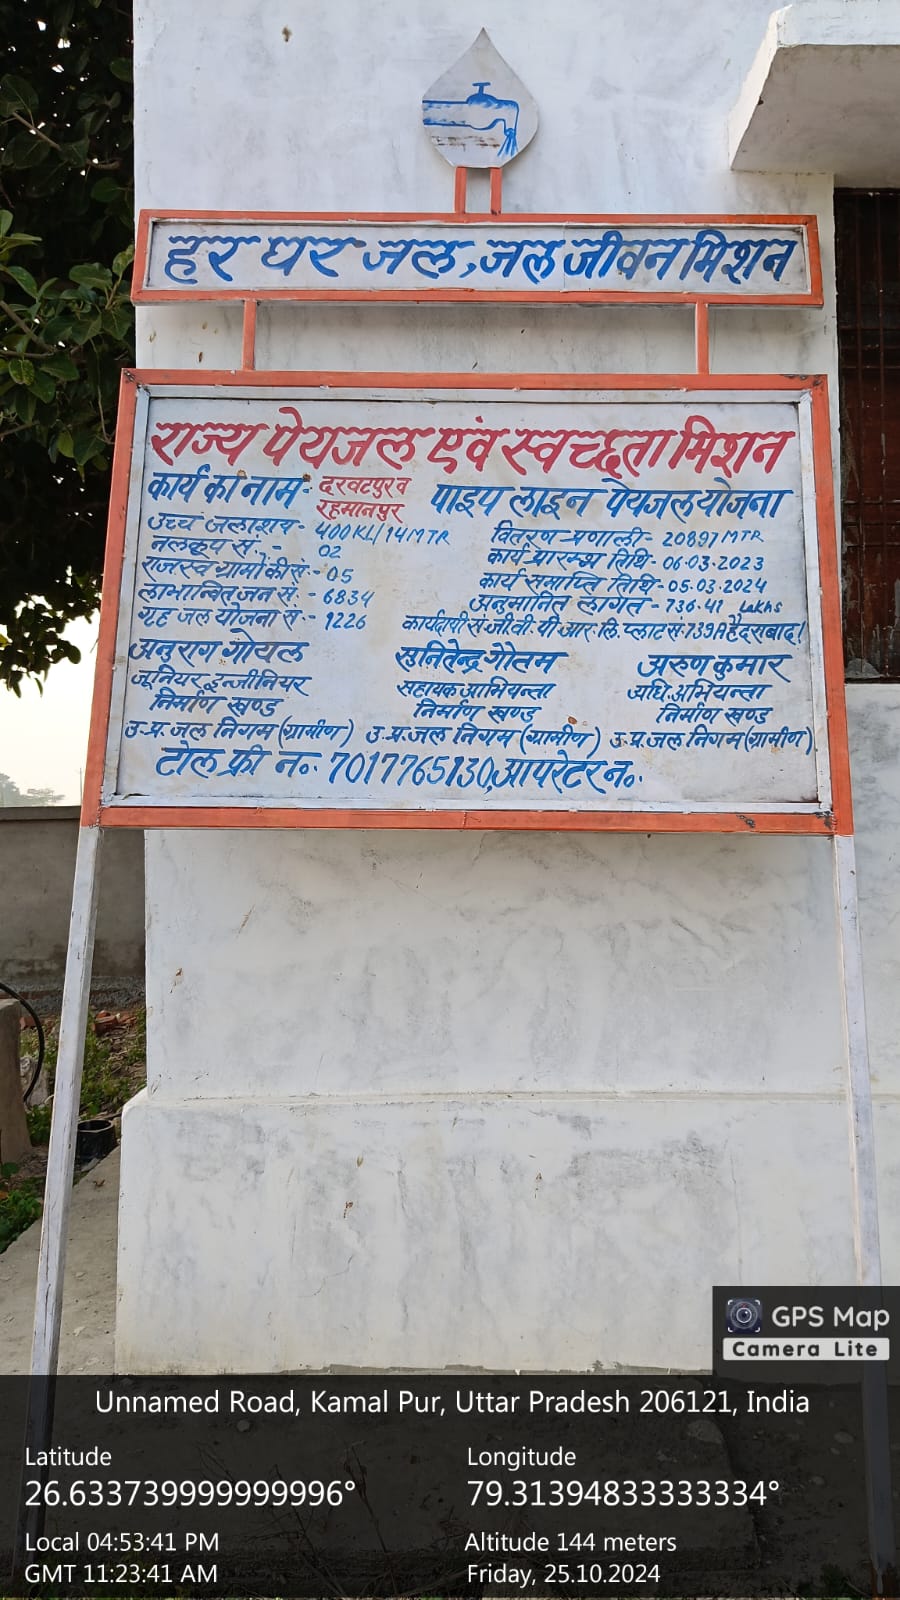 हर घर जल, जल जीवन मिशन
राज्य पेयजल एंव स्वच्छता मिशन
कार्य का नाम:- दरवटपुर व रहमानपुर पाइप लाइन पेयजल योजना
उच्च जलाशय- 400KL/14MTR
वितरण प्रणाली- 20897MTR
नलकूप सं.- 02
कार्य प्रारम्भ तिथि- 06.03.2023
राजस्व ग्रामों की सं:- 05
कार्य समाप्ति तिथि- 05.03.2024
लाभान्वित जन सं.- 6834
अनुमानित लागत- 736.41 Lakhs
गृह जल योजना सं:- 1226
कार्यदायी सं.जी.वी.पी.आर.लि.प्लाट सं.739A हैदराबाद!
अनुराग गोयल
जूनियर इन्जीनियर
निर्माण खण्ड
उ.प्र. जल निगम (ग्रामीण)
सुनितेन्द्र गौतम
सहायक अभियन्ता
निर्माण खण्ड
उ.प्र.जल निगम (ग्रामीण)
अरुण कुमार
अधि.अभियन्ता
निर्माण खण्ड
उ.प्र.जल निगम(ग्रामीण)
टोल फ्री न०. 7017765130,आपरेटर न०.
GPS Map
Camera Lite
Unnamed Road, Kamal Pur, Uttar Pradesh 206121, India
Latitude
26.633739999999996°
Longitude
79.31394833333334°
Local 04:53:41 PM
GMT 11:23:41 AM
Altitude 144 meters
Friday, 25.10.2024